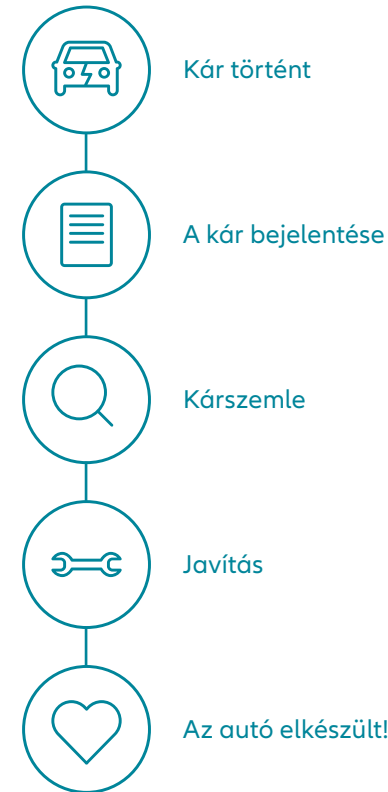 Kár történt
A kár bejelentése
Kárszemle
Javítás
Az autó elkészült!